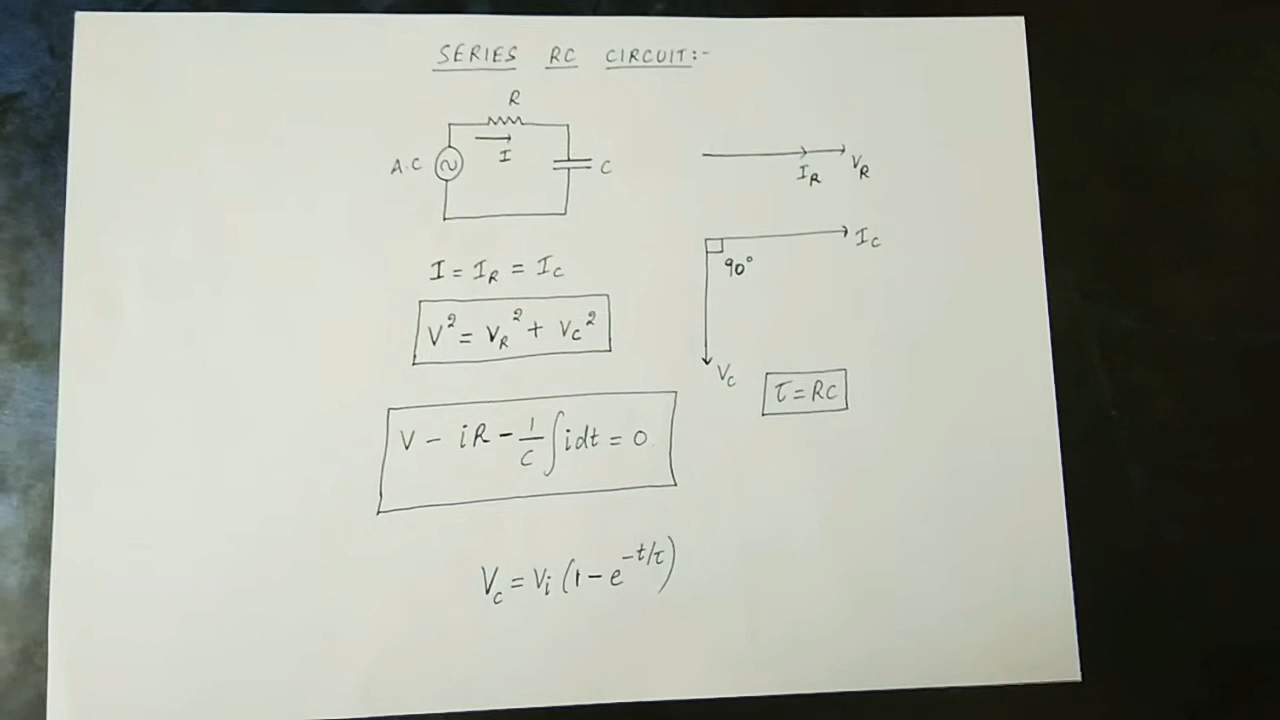 SERIES RC CIRCUIT:-
R
A.C
I
C
I = I_R = I_C
V² = V_R² + V_C²
V - iR - 1/C ∫idt = 0
V_C = V_i (1 - e^(-t/τ))
I_R V_R
I_C
90°
V_C
τ = RC